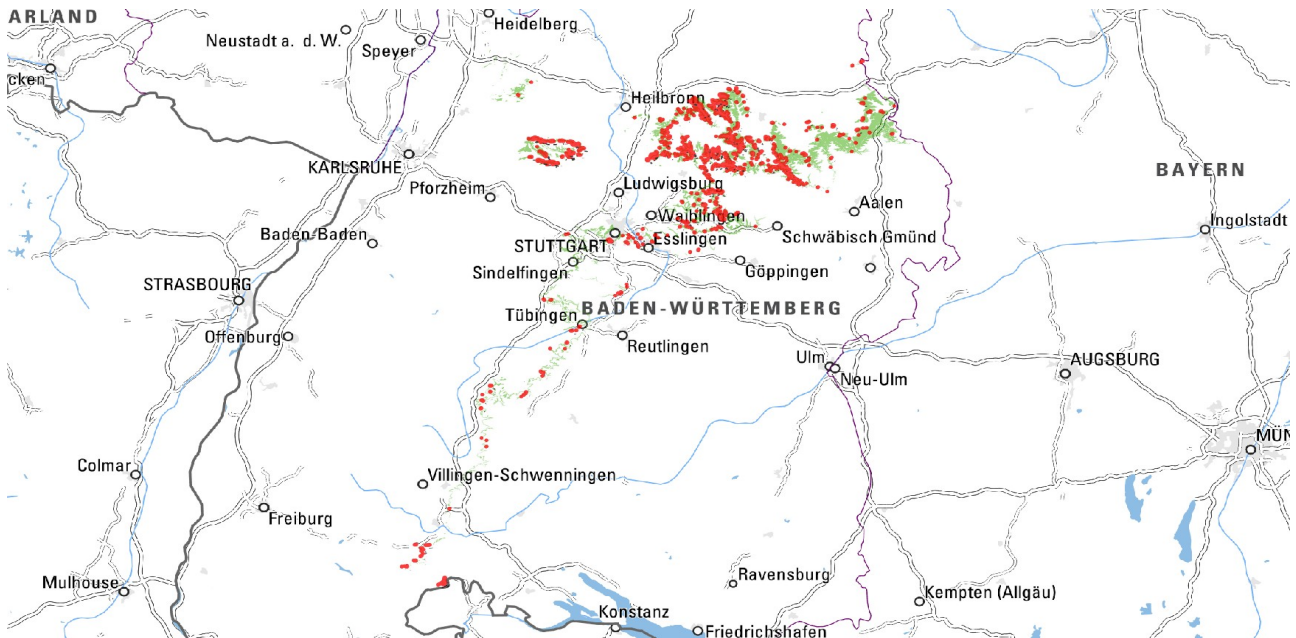 ARLAND
Heidelberg
Neustadt a. d. W.
Speyer
cken
Heilbronn
KARLSRUHE
BAYERN
Pforzheim
Ludwigsburg
Aalen
Waiblingen
Ingolstadt
Baden-Baden
STUTTGART
Esslingen
Schwäbisch Gmünd
Sindelfingen
Göppingen
STRASBOURG
BADEN-WÜRTTEMBERG
Tübingen
Offenburg
Reutlingen
Ulm
AUGSBURG
Neu-Ulm
MÜN
Colmar
Villingen-Schwenningen
Freiburg
Mulhouse
Ravensburg
Kempten (Allgäu)
Konstanz
Friedrichshafen